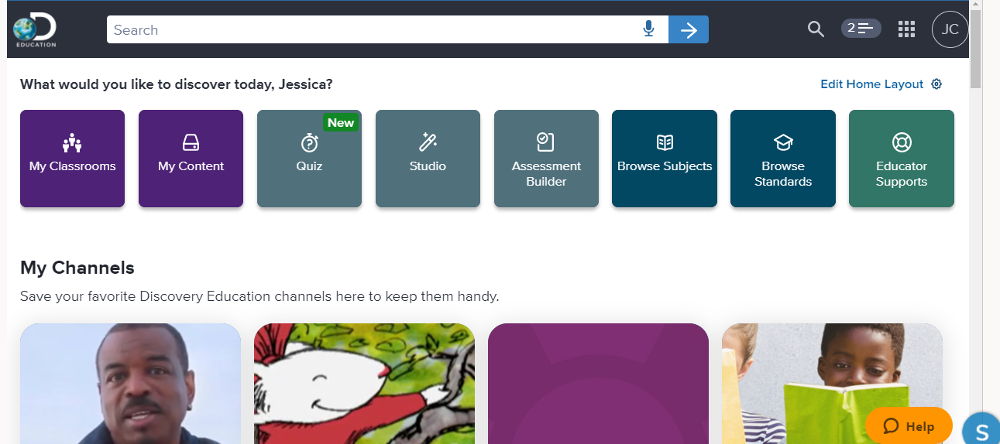 EDUCATION
Search
2
JC
What would you like to discover today, Jessica?
Edit Home Layout
My Classrooms
My Content
New
Quiz
Studio
Assessment
Builder
Browse Subjects
Browse
Standards
Educator
Supports
My Channels
Save your favorite Discovery Education channels here to keep them handy.
Help
S